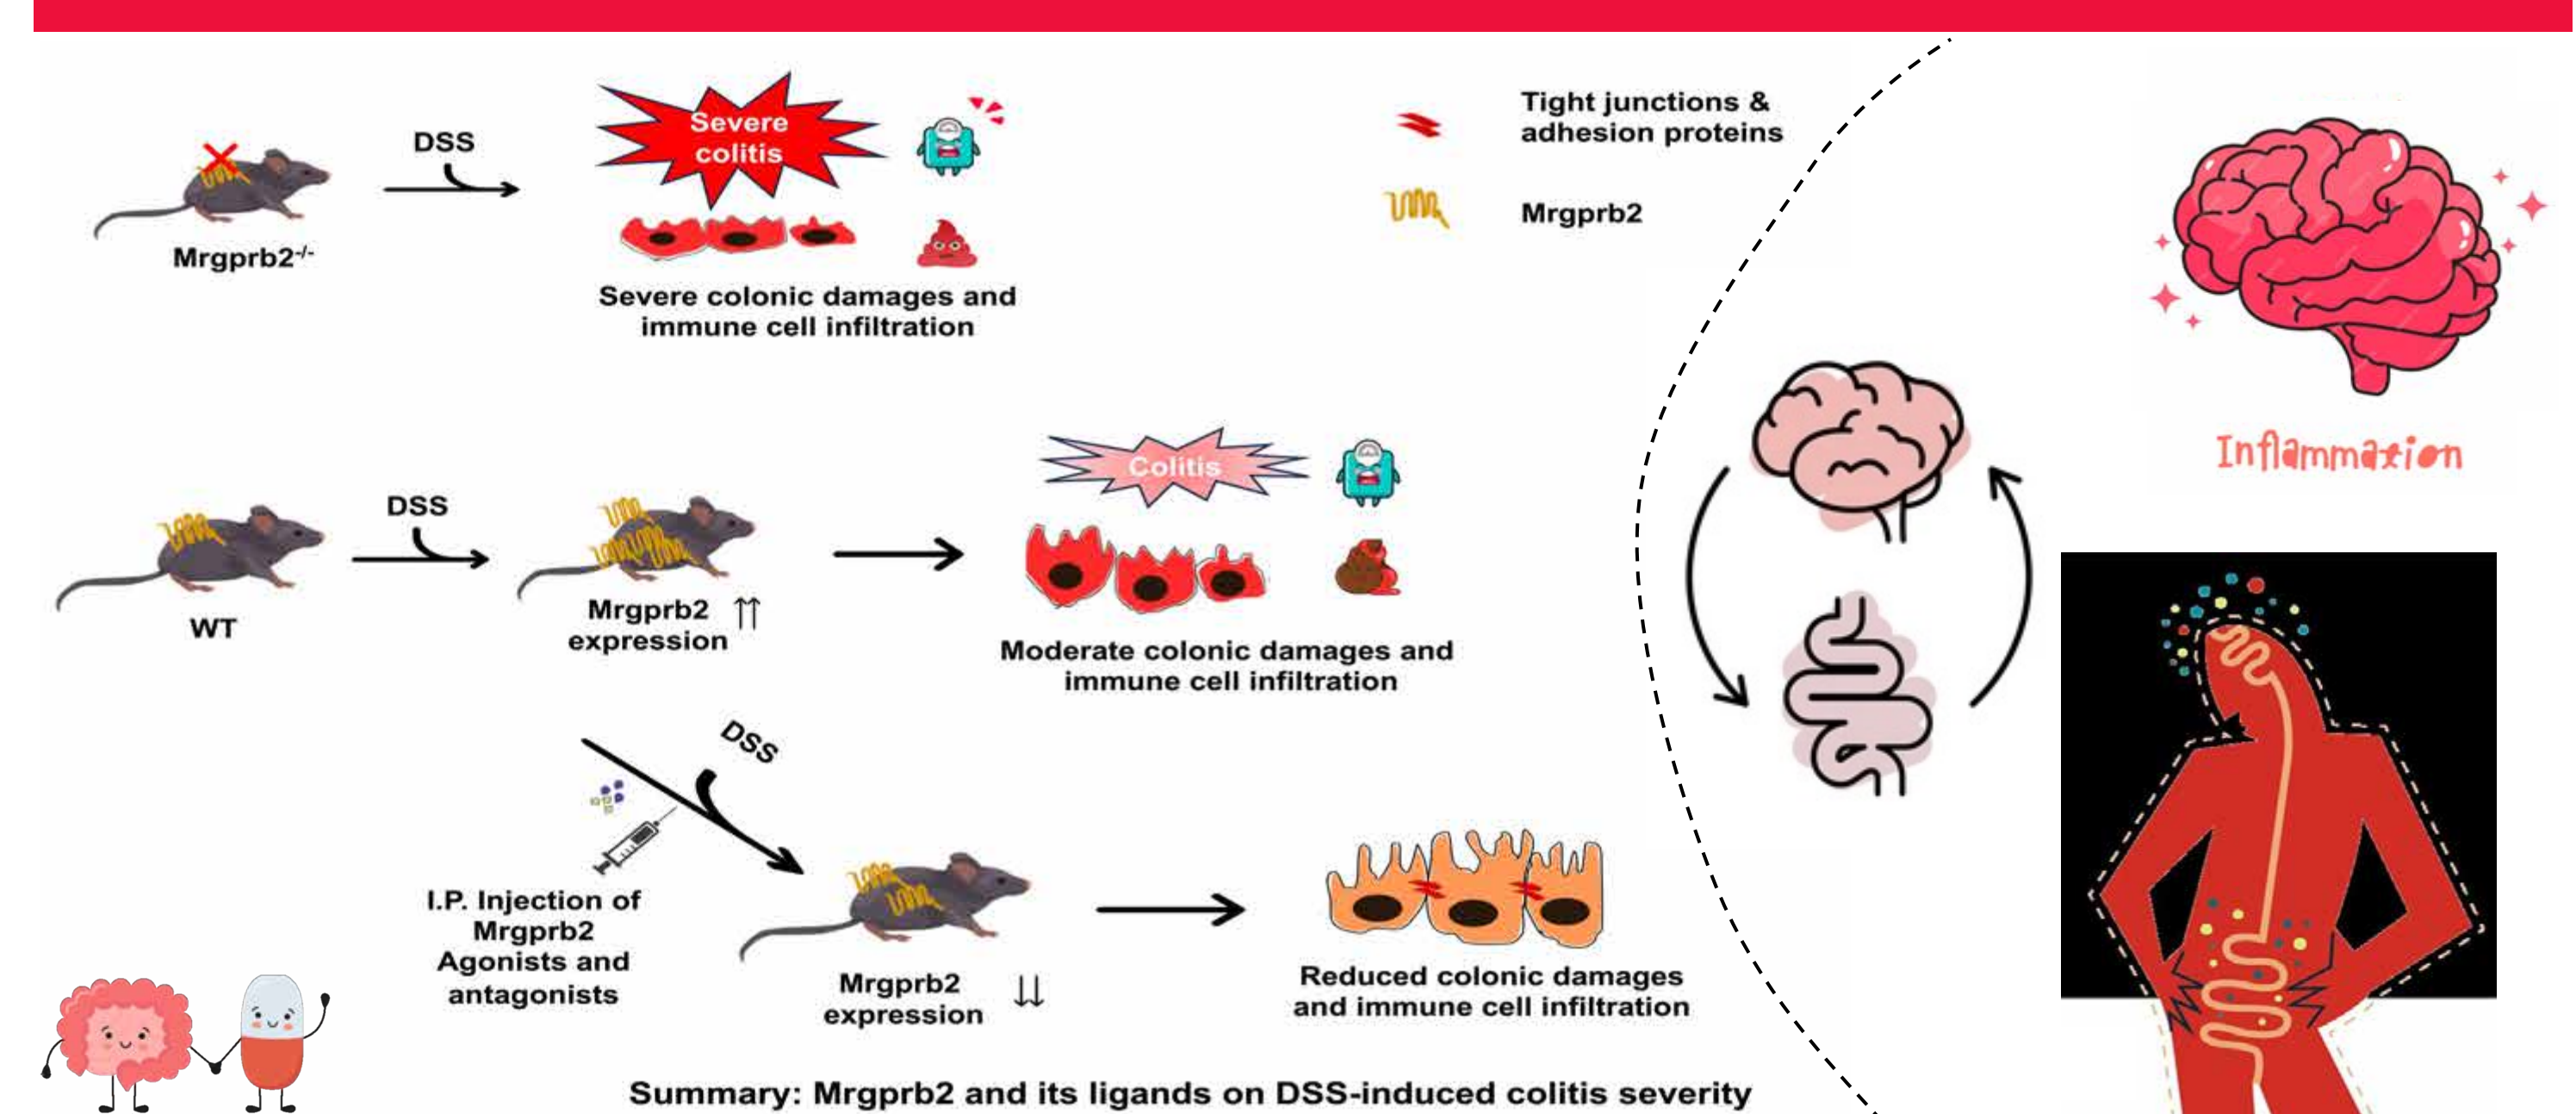 DSS
Severe
colitis
Mrgprb2-/-
Severe colonic damages and
immune cell infiltration
Tight junctions &
adhesion proteins
Mrgprb2
Inflammation
DSS
WT
Mrgprb2
expression ↑↑
Colitis
Moderate colonic damages and
immune cell infiltration
DSS
I.P. Injection of
Mrgprb2
Agonists and
antagonists
Mrgprb2
expression ↓↓
Reduced colonic damages
and immune cell infiltration
Summary: Mrgprb2 and its ligands on DSS-induced colitis severity